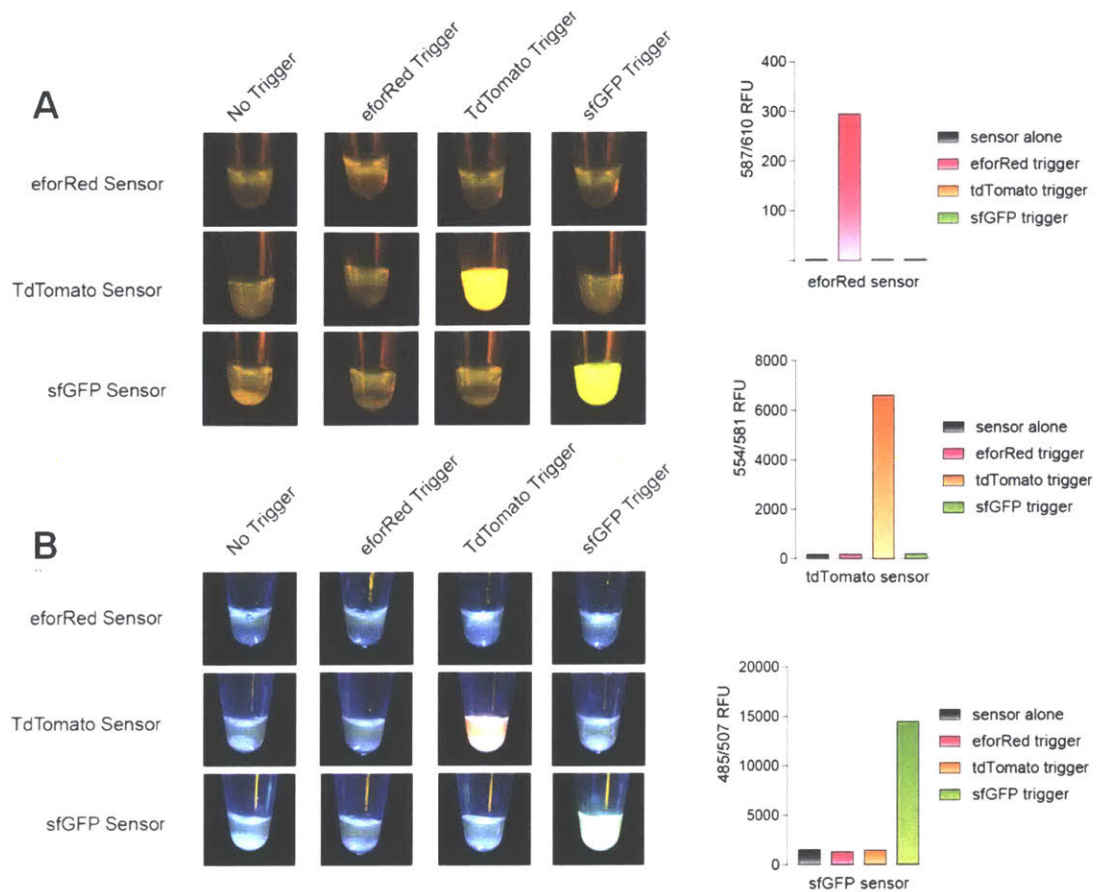 A
No Trigger
eforRed Trigger
TdTomato Trigger
sfGFP Trigger
eforRed Sensor
TdTomato Sensor
sfGFP Sensor
B
No Trigger
eforRed Trigger
TdTomato Trigger
sfGFP Trigger
eforRed Sensor
TdTomato Sensor
sfGFP Sensor
587/610 RFU
400
300
200
100
sensor alone
eforRed trigger
tdTomato trigger
sfGFP trigger
eforRed sensor
554/581 RFU
8000
6000
4000
2000
0
sensor alone
eforRed trigger
tdTomato trigger
sfGFP trigger
tdTomato sensor
485/507 RFU
20000
15000
10000
5000
0
sensor alone
eforRed trigger
tdTomato trigger
sfGFP trigger
sfGFP sensor